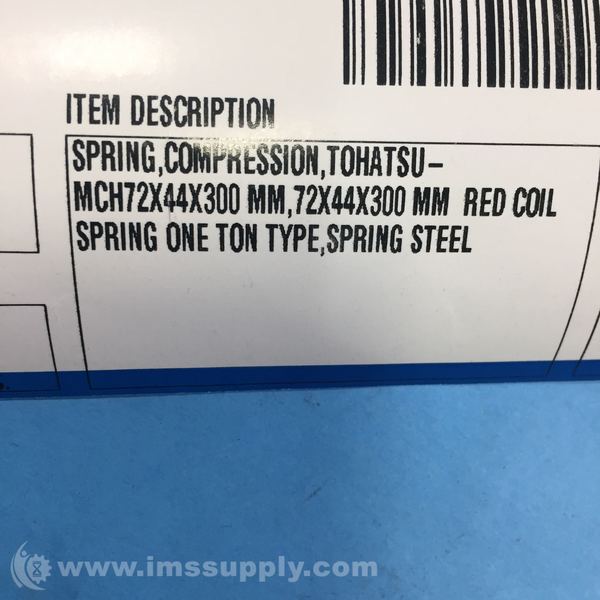 ITEM DESCRIPTION
SPRING,COMPRESSION,TOHATSU-
MCH72X44X300 MM,72X44X300 MM RED COIL
SPRING ONE TON TYPE,SPRING STEEL
www.imssupply.com